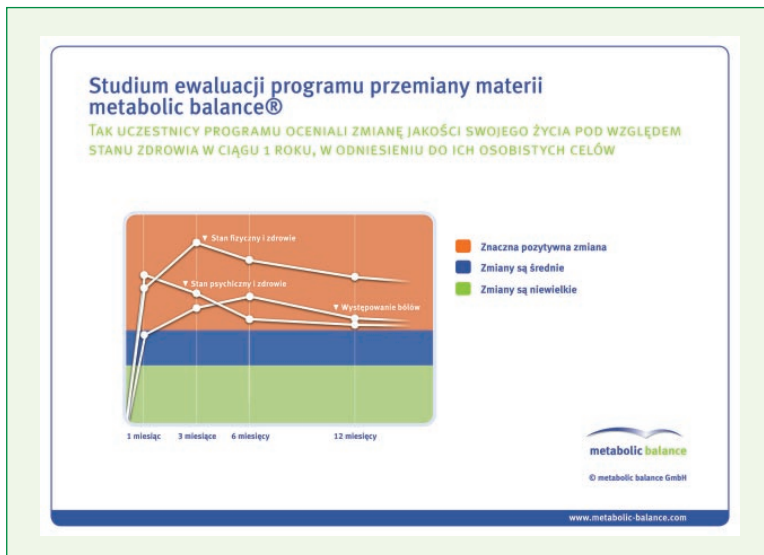 Studium ewaluacji programu przemiany materii
metabolic balance®
TAK UCZESTNICY PROGRAMU OCENIALI ZMIANĘ JAKOŚCI SWOJEGO ŻYCIA POD WZGLĘDEM
STANU ZDROWIA W CIĄGU 1 ROKU, W ODNIESIENIU DO ICH OSOBISTYCH CELÓW
▼ Stan fizyczny i zdrowie
▼ Stan psychiczny i zdrowie
▼ Występowanie bólów
1 miesiąc 3 miesiące 6 miesięcy 12 miesięcy
Znaczna pozytywna zmiana
Zmiany są średnie
Zmiany są niewielkie
metabolic balance
© metabolic balance GmbH
www.metabolic-balance.com